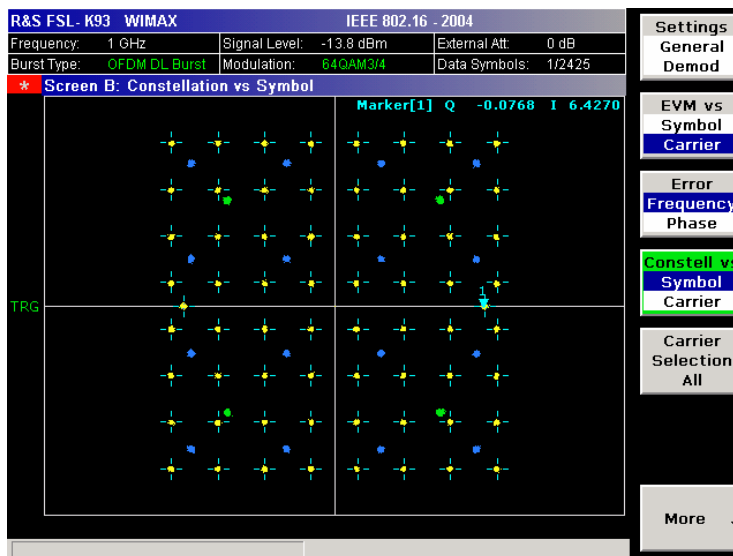 R&S FSL- K93 WIMAX IEEE 802.16 - 2004
Frequency: 1 GHz Signal Level: -13.8 dBm External Att: 0 dB
Burst Type: OFDM DL Burst Modulation: 64QAM3/4 Data Symbols: 1/2425
* Screen B: Constellation vs Symbol
Marker[1] Q -0.0768 I 6.4270
1
TRG
Settings
General
Demod
EVM vs
Symbol
Carrier
Error
Frequency
Phase
Constell vs
Symbol
Carrier
Carrier
Selection
All
More